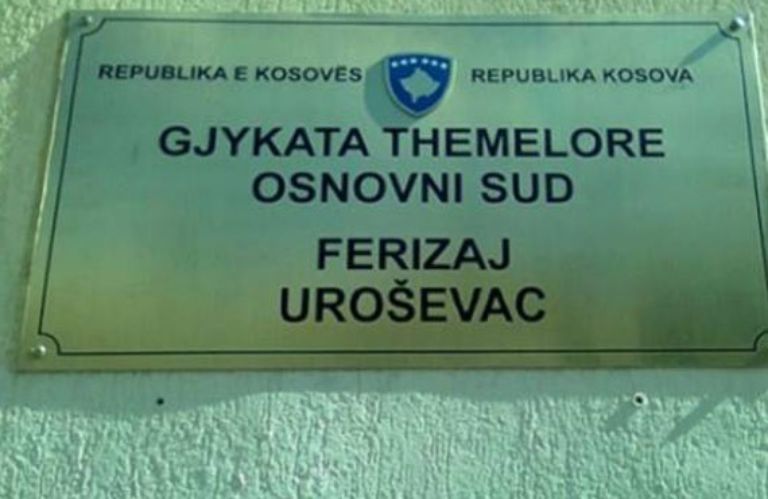 REPUBLIKA E KOSOVËS REPUBLIKA KOSOVA
GJYKATA THEMELORE
OSNOVNI SUD
FERIZAJ
UROŠEVAC